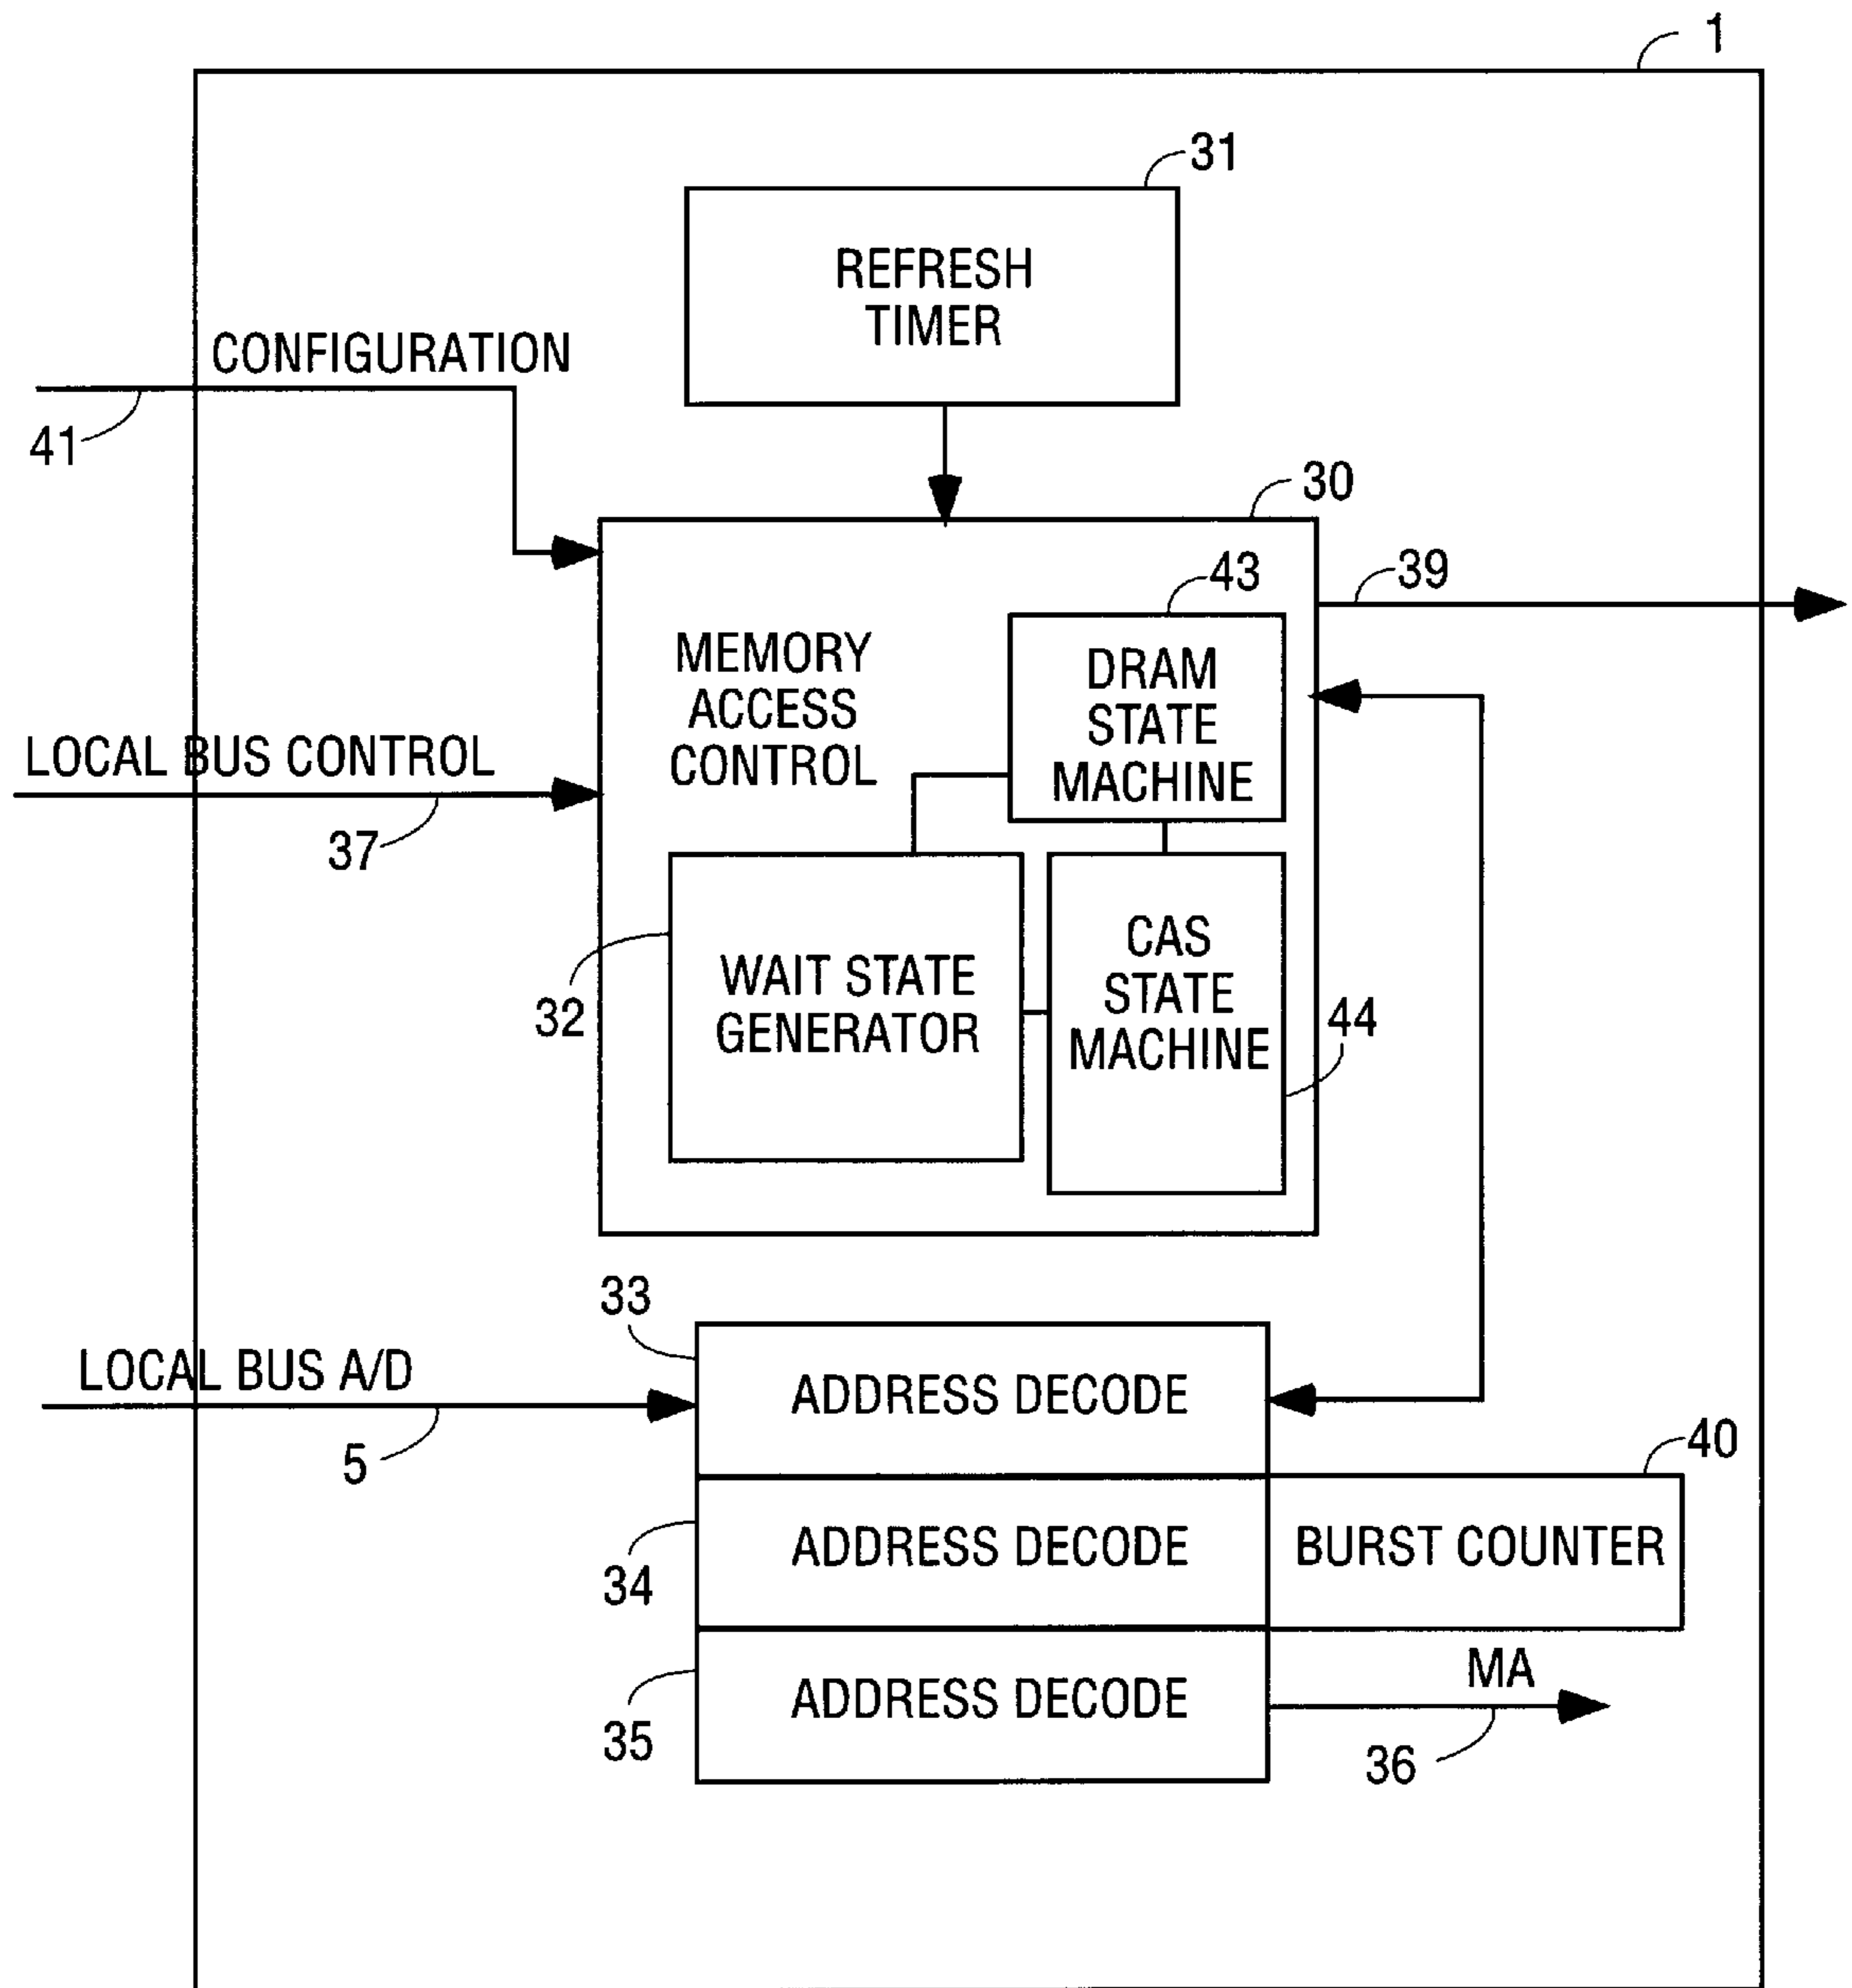 1
31
REFRESH
TIMER
CONFIGURATION
41
30
39
43
MEMORY
ACCESS
CONTROL
DRAM
STATE
MACHINE
LOCAL BUS CONTROL
37
32
WAIT STATE
GENERATOR
CAS
STATE
MACHINE
44
33
LOCAL BUS A/D
5
ADDRESS DECODE
40
34
ADDRESS DECODE
BURST COUNTER
35
ADDRESS DECODE
MA
36